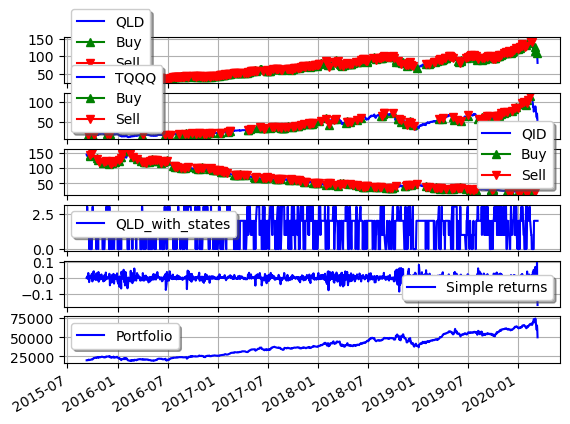 QLD
Buy
Sell
150
100
50
TQQQ
Buy
Sell
100
50
QID
Buy
Sell
150
100
50
QLD_with_states
2.5
0.0
Simple returns
0.1
0.0
−0.1
Portfolio
75000
50000
25000
2015-07
2016-01
2016-07
2017-01
2017-07
2018-01
2018-07
2019-01
2019-07
2020-01